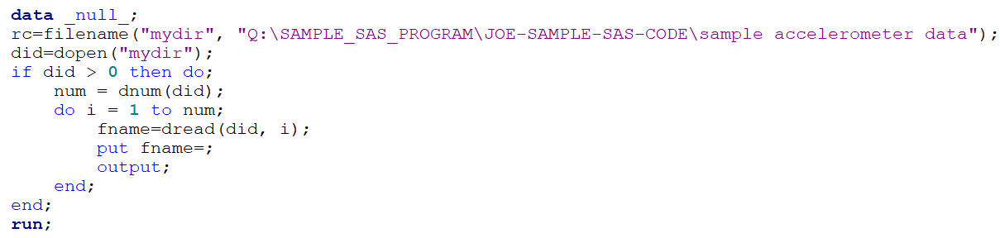 data _null_;
rc=filename("mydir", "Q:\SAMPLE_SAS_PROGRAM\JOE-SAMPLE-SAS-CODE\sample accelerometer data");
did=dopen("mydir");
if did > 0 then do;
    num = dnum(did);
    do i = 1 to num;
        fname=dread(did, i);
        put fname=;
        output;
    end;
end;
run;